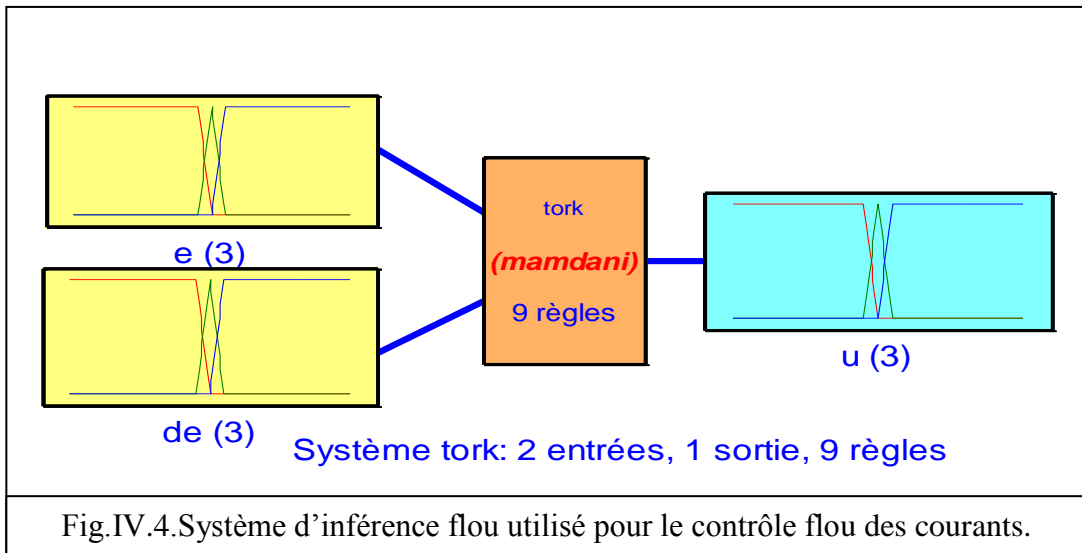 e (3)
de (3)
tork
(mamdani)
9 règles
u (3)
Système tork: 2 entrées, 1 sortie, 9 règles
Fig.IV.4.Système d’inférence flou utilisé pour le contrôle flou des courants.